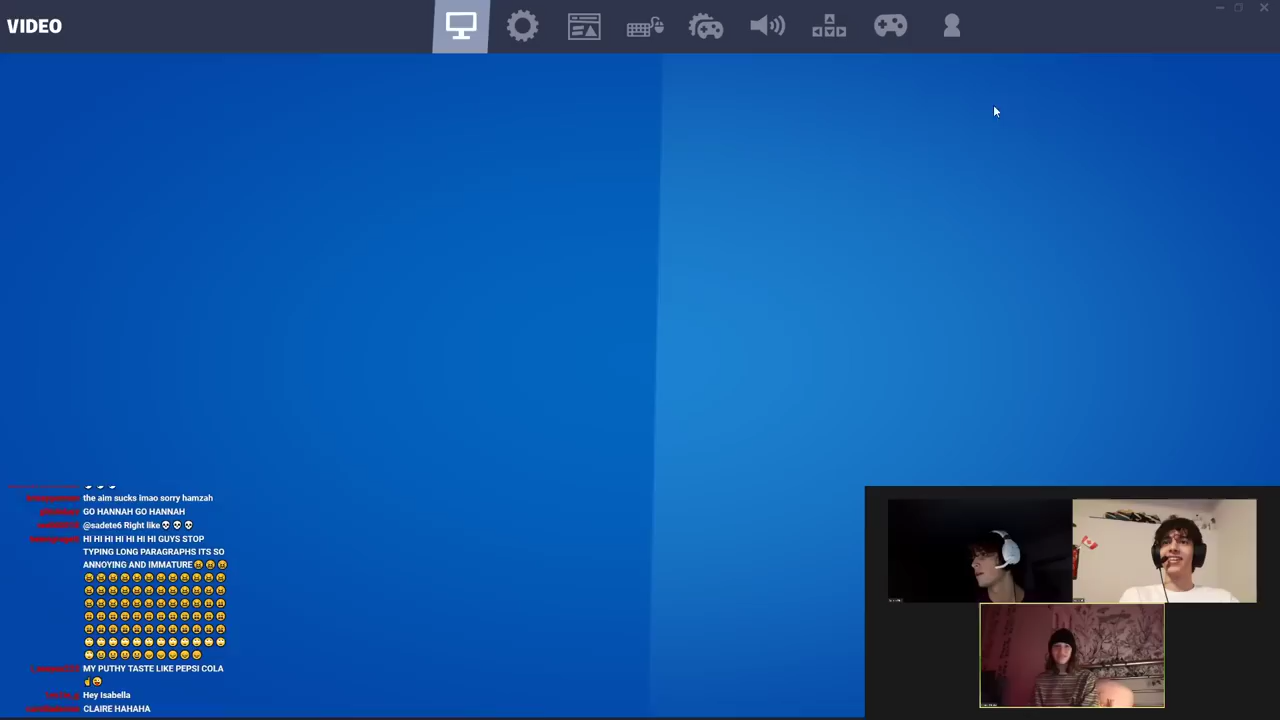 VIDEO
the aim sucks lmao sorry hamzah
GO HANNAH GO HANNAH
@sadete6 Right like💀💀💀
HI HI HI HI HI HI HI GUYS STOP
TYPING LONG PARAGRAPHS ITS SO
ANNOYING AND IMMATURE
MY PUTHY TASTE LIKE PEPSI COLA
Hey Isabella
CLAIRE HAHAHA